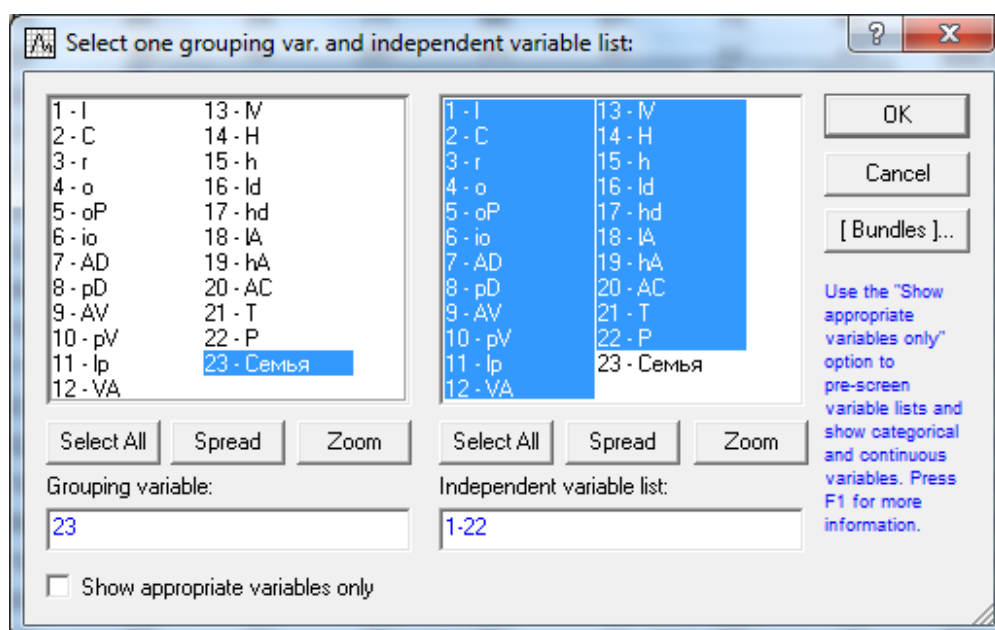 Select one grouping var. and independent variable list:
1 - l 13 - lV
2 - C 14 - H
3 - r 15 - h
4 - o 16 - ld
5 - oP 17 - hd
6 - io 18 - lA
7 - AD 19 - hA
8 - pD 20 - AC
9 - AV 21 - T
10 - pV 22 - P
11 - lp 23 - Семья
12 - VA
1 - l 13 - lV
2 - C 14 - H
3 - r 15 - h
4 - o 16 - ld
5 - oP 17 - hd
6 - io 18 - lA
7 - AD 19 - hA
8 - pD 20 - AC
9 - AV 21 - T
10 - pV 22 - P
11 - lp 23 - Семья
12 - VA
OK
Cancel
[ Bundles ]...
Use the "Show
appropriate
variables only"
option to
pre-screen
variable lists and
show categorical
and continuous
variables. Press
F1 for more
information.
Select All Spread Zoom
Select All Spread Zoom
Grouping variable:
23
Independent variable list:
1-22
Show appropriate variables only